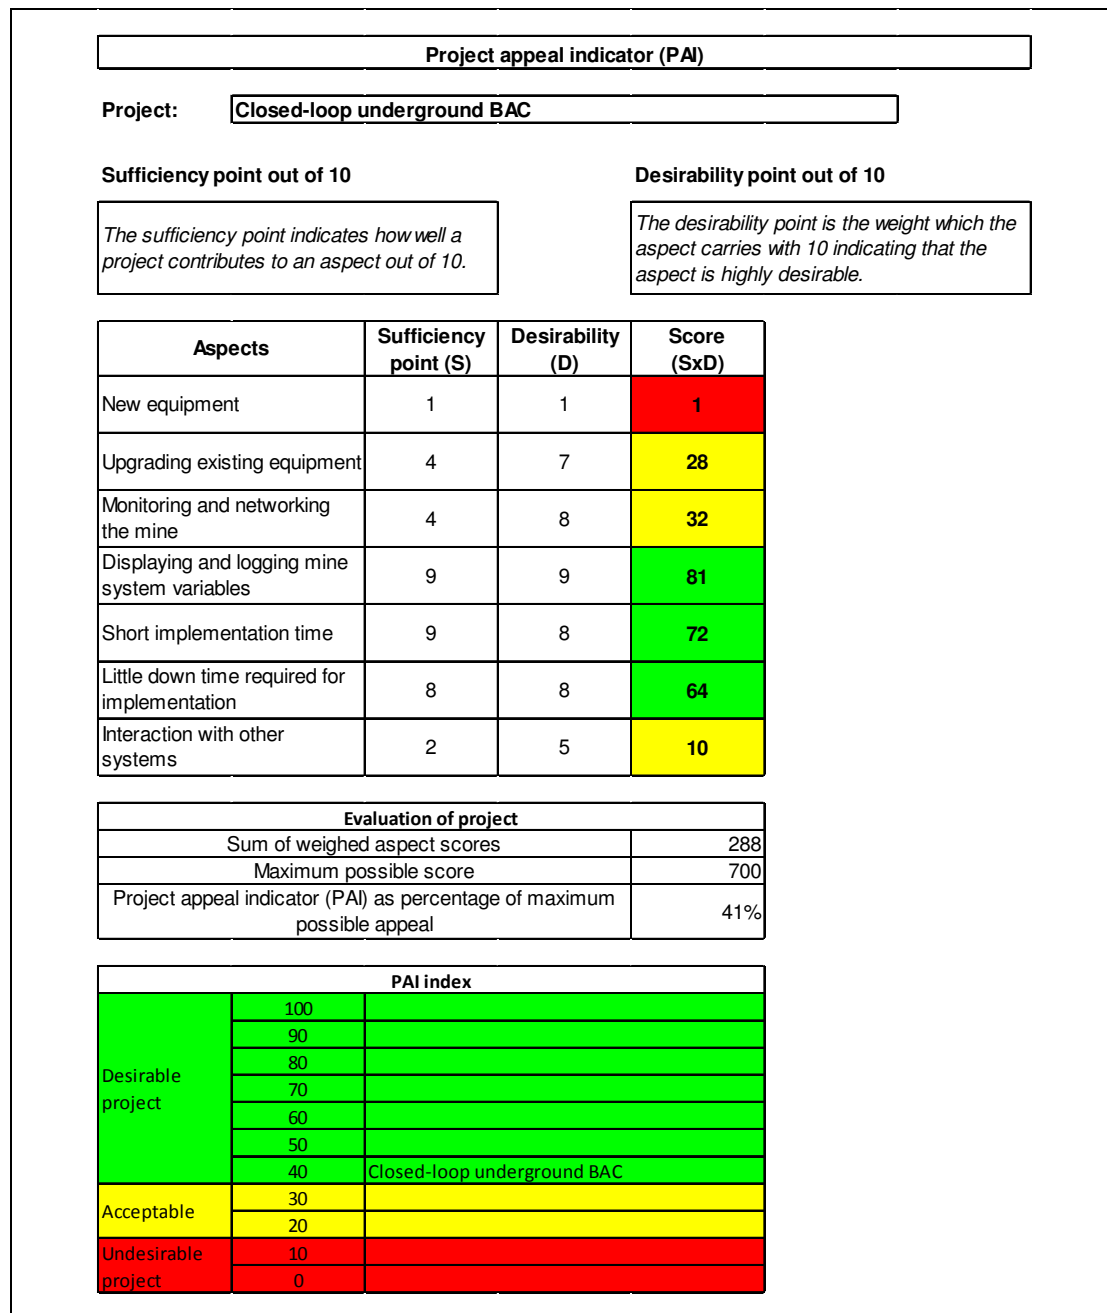 Project appeal indicator (PAI)
Project: Closed-loop underground BAC
Sufficiency point out of 10 Desirability point out of 10
The sufficiency point indicates how well a
project contributes to an aspect out of 10.
The desirability point is the weight which the
aspect carries with 10 indicating that the
aspect is highly desirable.
Aspects Sufficiency point (S) Desirability (D) Score (SxD)
New equipment 1 1 1
Upgrading existing equipment 4 7 28
Monitoring and networking
the mine 4 8 32
Displaying and logging mine
system variables 9 9 81
Short implementation time 9 8 72
Little down time required for
implementation 8 8 64
Interaction with other
systems 2 5 10
Evaluation of project
Sum of weighed aspect scores 288
Maximum possible score 700
Project appeal indicator (PAI) as percentage of maximum
possible appeal 41%
PAI index
Desirable
project
100
90
80
70
60
50
40 Closed-loop underground BAC
Acceptable
30
20
Undesirable
project
10
0